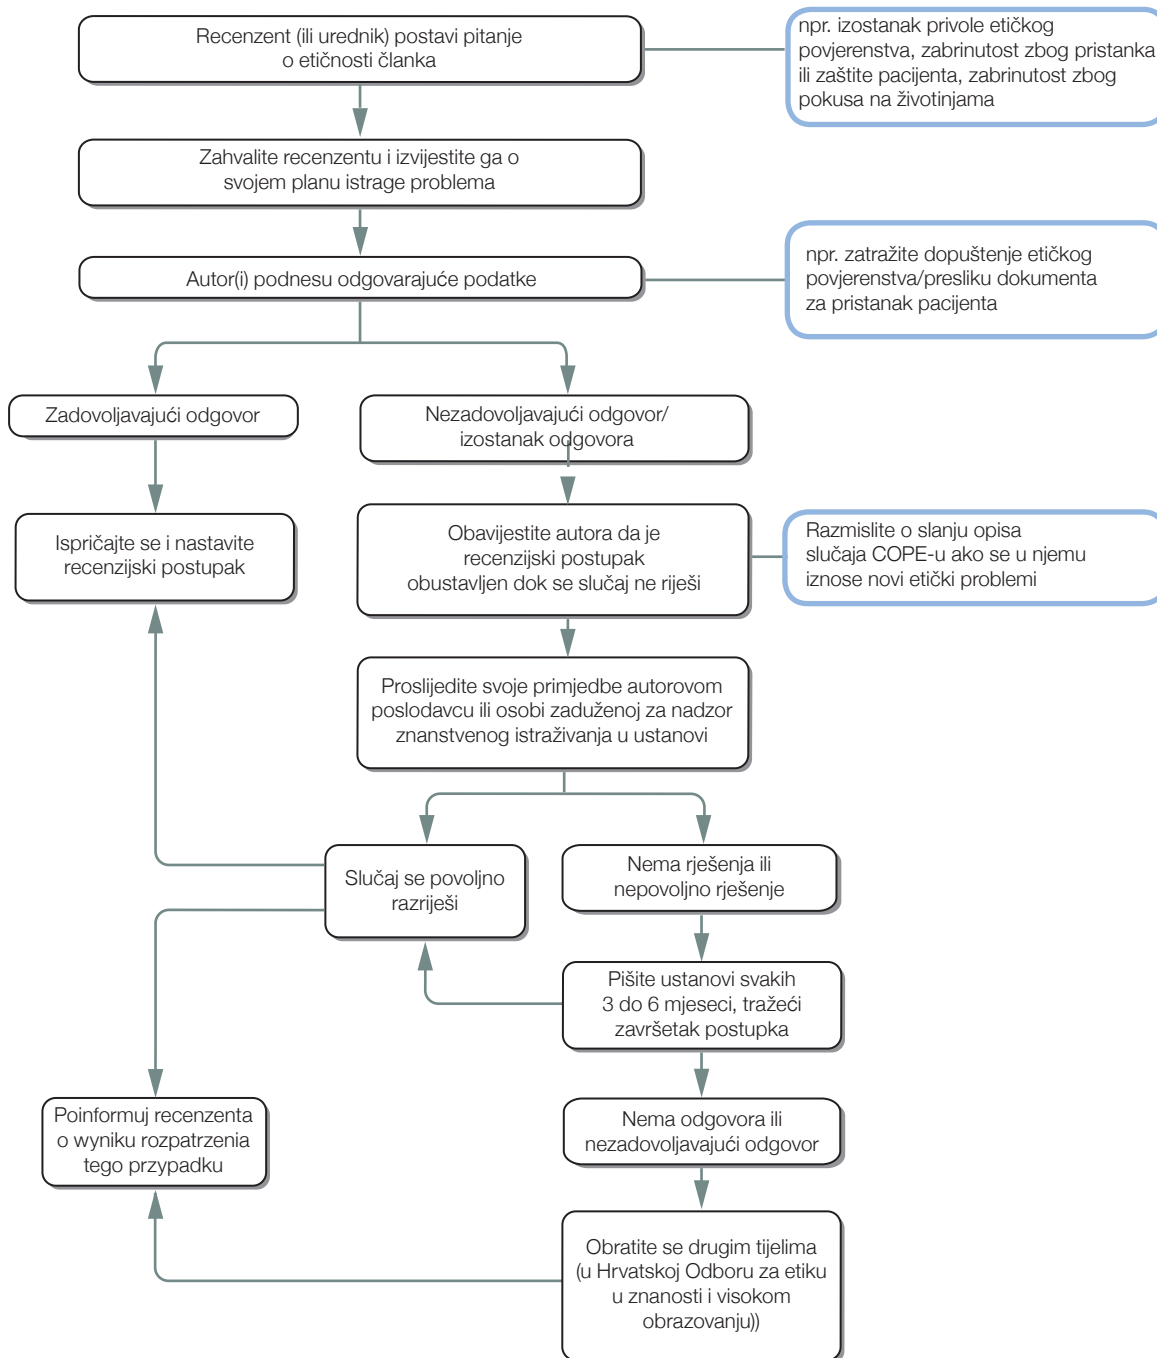 Recenzent (ili urednik) postavi pitanje
o etičnosti članka
npr. izostanak privole etičkog
povjerenstva, zabrinutost zbog pristanka
ili zaštite pacijenta, zabrinutost zbog
pokusa na životinjama
Zahvalite recenzentu i izvijestite ga o
svojem planu istrage problema
Autor(i) podnesu odgovarajuće podatke
npr. zatražite dopuštenje etičkog
povjerenstva/presliku dokumenta
za pristanak pacijenta
Zadovoljavajući odgovor
Nezadovoljavajući odgovor/
izostanak odgovora
Ispričajte se i nastavite
recenzijski postupak
Obavijestite autora da je
recenzijski postupak
obustavljen dok se slučaj ne riješi
Razmislite o slanju opisa
slučaja COPE-u ako se u njemu
iznose novi etički problemi
Proslijedite svoje primjedbe autorovom
poslodavcu ili osobi zaduženoj za nadzor
znanstvenog istraživanja u ustanovi
Slučaj se povoljno
razriješi
Nema rješenja ili
nepovoljno rješenje
Pišite ustanovi svakih
3 do 6 mjeseci, tražeći
završetak postupka
Poinformuj recenzenta
o wyniku rozpatrzenia
tego przypadku
Nema odgovora ili
nezadovoljavajući odgovor
Obratite se drugim tijelima
(u Hrvatskoj Odboru za etiku
u znanosti i visokom
obrazovanju))